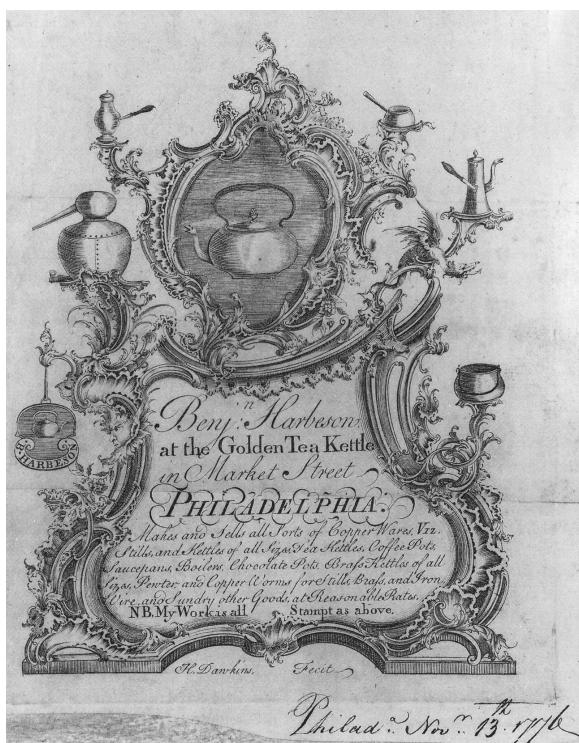 B. HARBESON
Benj:ⁿ Harbeson
at the Golden Tea Kettle
in Market Street
PHILADELPHIA.
Makes and Sells all Sorts of Copper Wares, VIZ.
Stills, and Kettles of all Sizes, Tea Kettles, Coffee Pots,
Saucepans, Boilers, Chocolate Pots, Braſs Kettles of all
Sizes, Pewter, and Copper Worms for Stills, Braſs, and Iron
Wire, and Sundry other Goods, at Reasonable Rates.
NB. My Work is all Stampt as above.
H. Dawkins, Fecit
Philadᵃ Novʳ 13ᵗʰ 1776